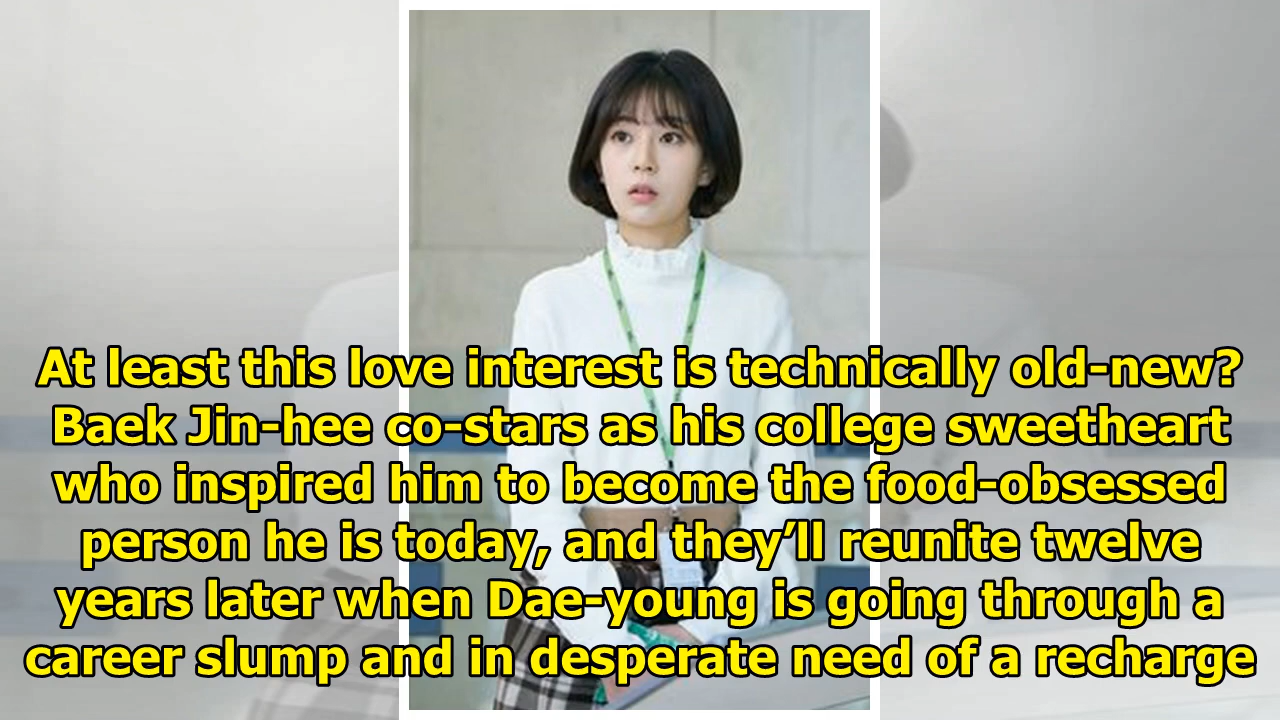 At least this love interest is technically old-new?
Baek Jin-hee co-stars as his college sweetheart
who inspired him to become the food-obsessed
person he is today, and they’ll reunite twelve
years later when Dae-young is going through a
career slump and in desperate need of a recharge